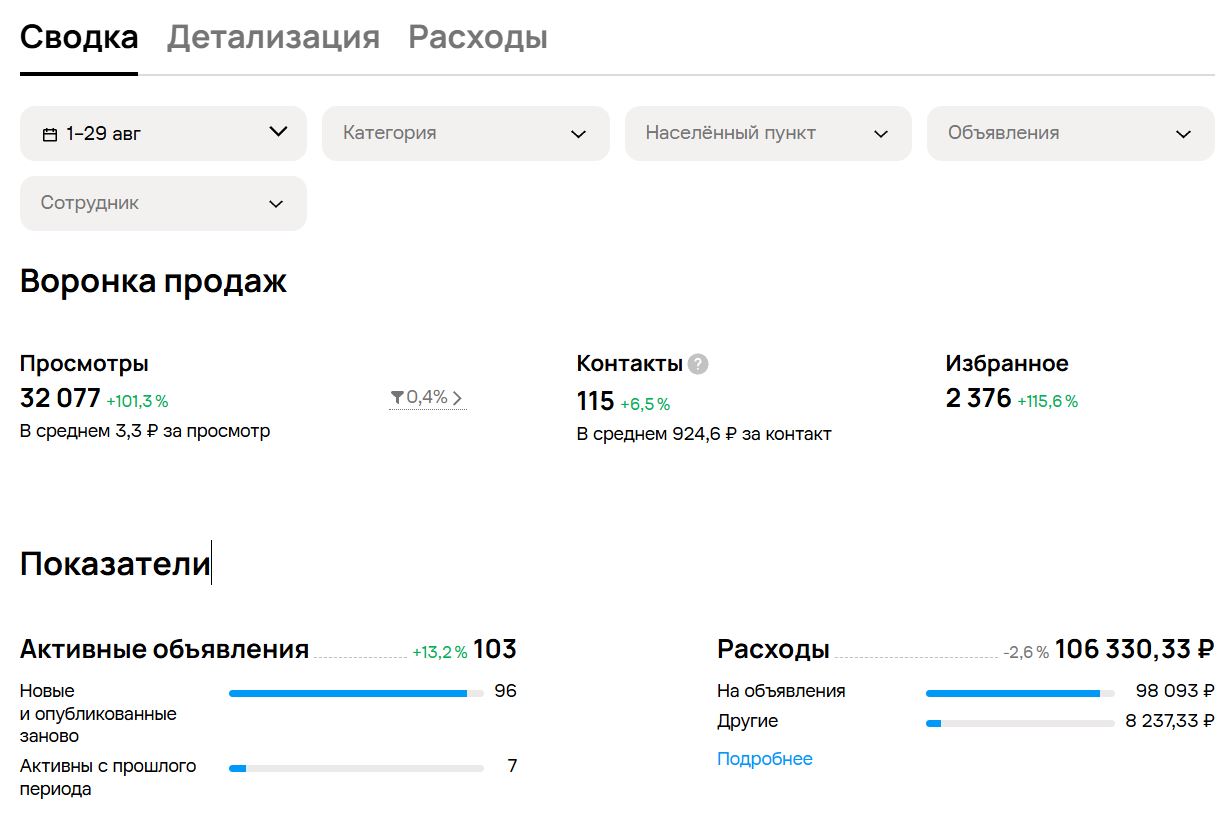 Сводка Детализация Расходы
1–29 авг Категория Населённый пункт Объявления
Сотрудник
Воронка продаж
Просмотры Контакты ? Избранное
32 077 +101,3 % 0,4% 115 +6,5 % 2 376 +115,6 %
В среднем 3,3 ₽ за просмотр В среднем 924,6 ₽ за контакт
Показатели
Активные объявления +13,2 % 103
Новые 96
и опубликованные
заново
Активны с прошлого 7
периода
Расходы -2,6 % 106 330,33 ₽
На объявления 98 093 ₽
Другие 8 237,33 ₽
Подробнее